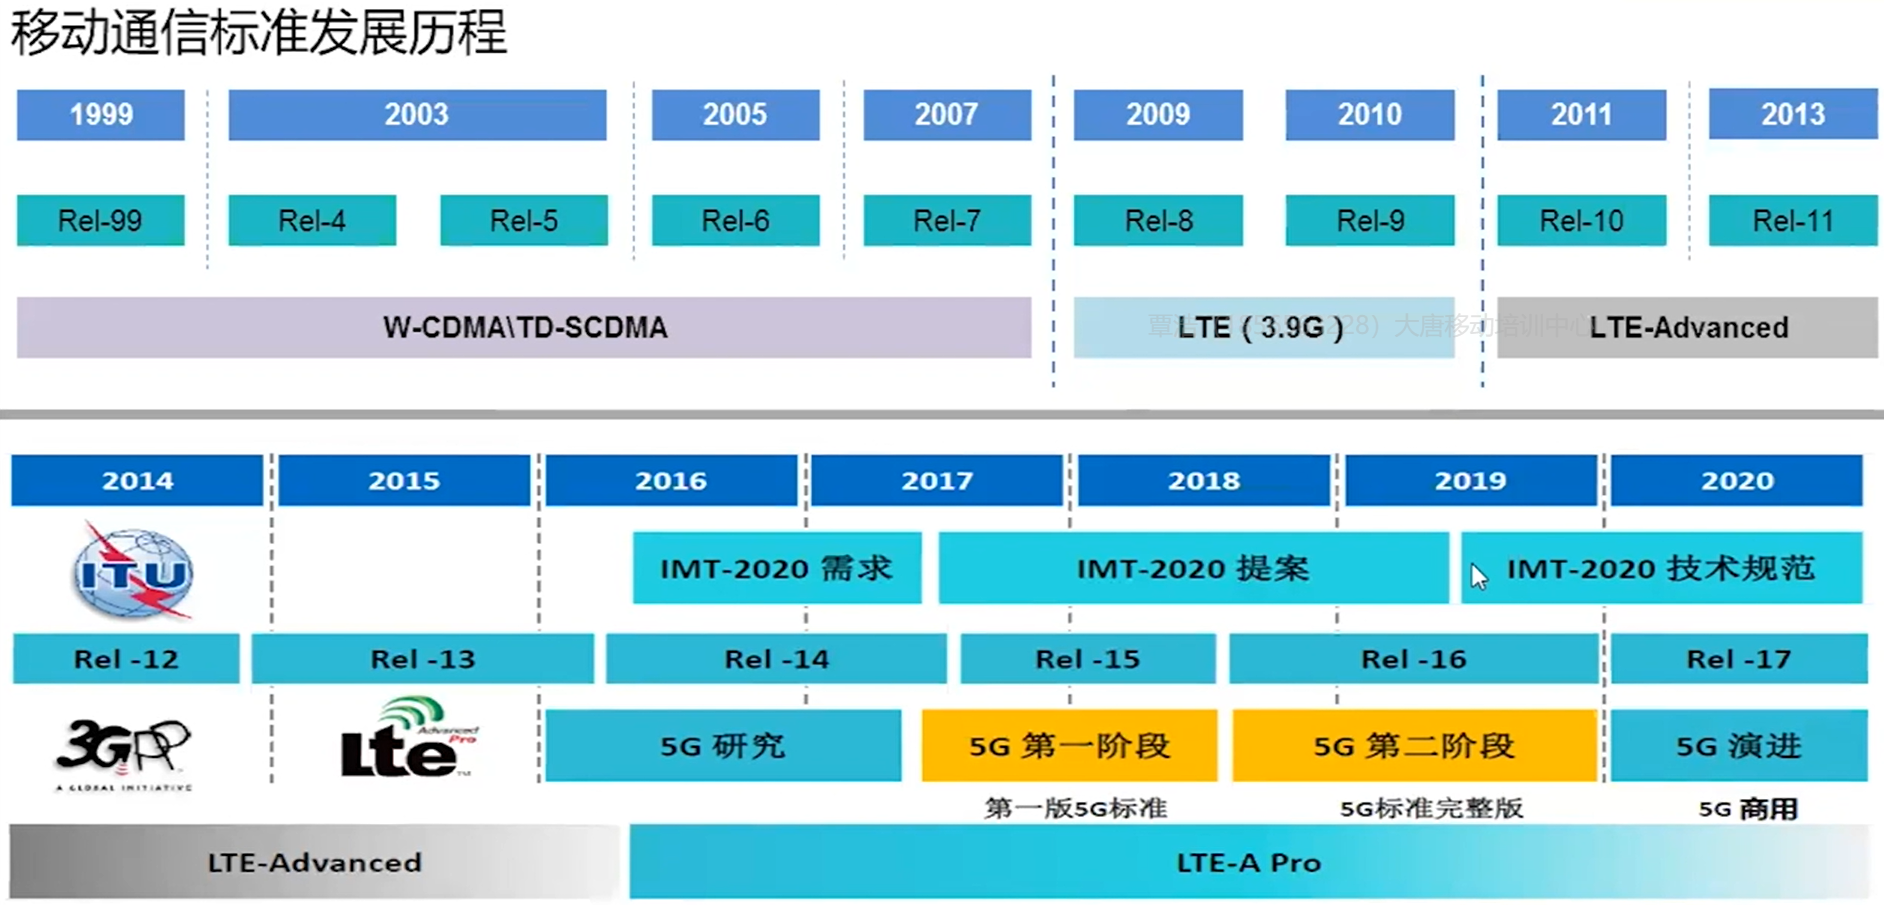 移动通信标准发展历程
1999 2003 2005 2007 2009 2010 2011 2013
Rel-99 Rel-4 Rel-5 Rel-6 Rel-7 Rel-8 Rel-9 Rel-10 Rel-11
W-CDMA\TD-SCDMA LTE ( 3.9G ) LTE-Advanced
大唐移动培训中心
2014 2015 2016 2017 2018 2019 2020
ITU IMT-2020 需求 IMT-2020 提案 IMT-2020 技术规范
Rel -12 Rel -13 Rel -14 Rel -15 Rel -16 Rel -17
3GPP
A GLOBAL INITIATIVE
Lte Advanced Pro
5G 研究 5G 第一阶段 5G 第二阶段 5G 演进
第一版5G标准 5G标准完整版 5G 商用
LTE-Advanced LTE-A Pro